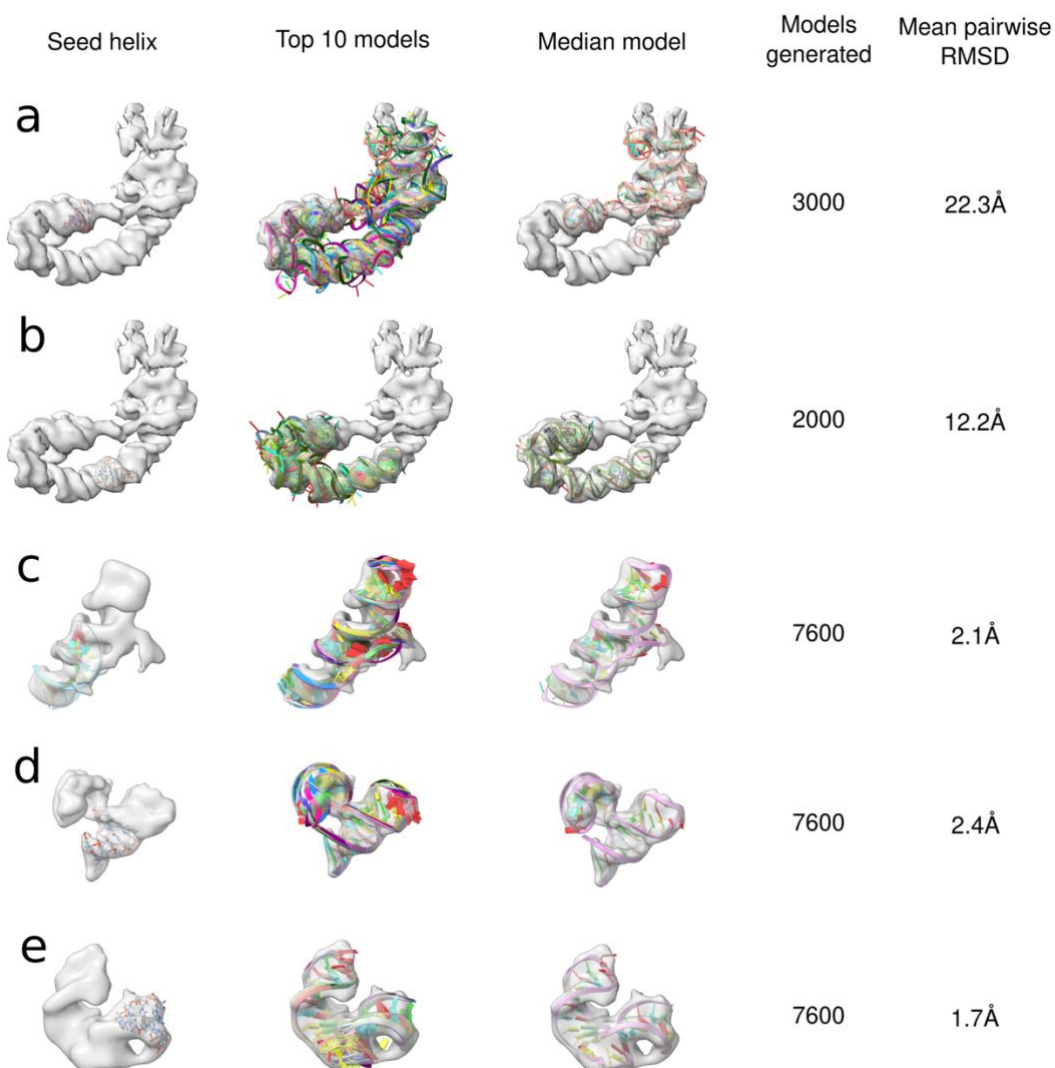 Seed helix Top 10 models Median model Models generated Mean pairwise RMSD
a 3000 22.3Å
b 2000 12.2Å
c 7600 2.1Å
d 7600 2.4Å
e 7600 1.7Å